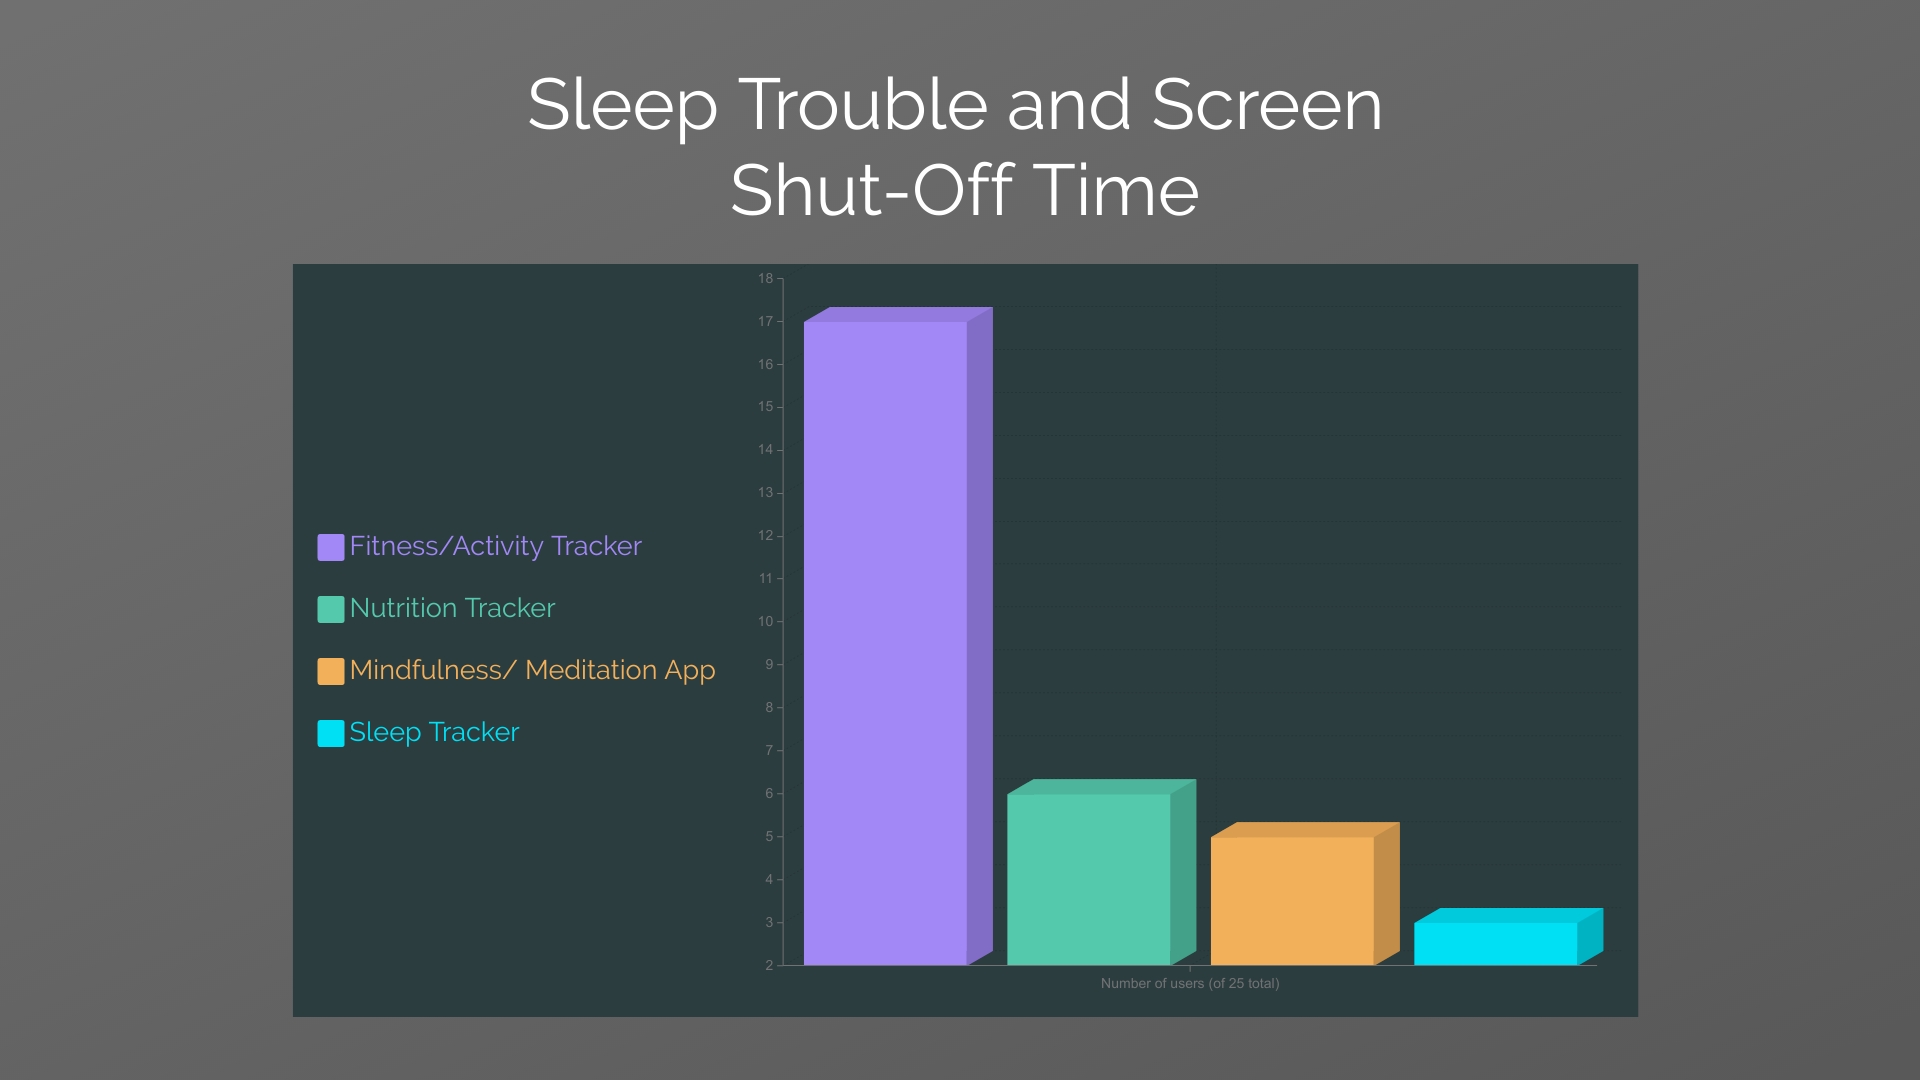 Sleep Trouble and Screen
Shut-Off Time
Fitness/Activity Tracker
Nutrition Tracker
Mindfulness/ Meditation App
Sleep Tracker
18
17
16
15
14
13
12
11
10
9
8
7
6
5
4
3
2
Number of users (of 25 total)